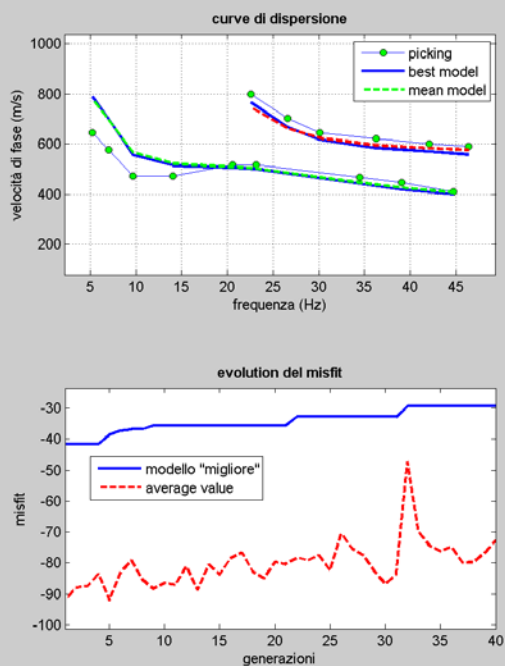 curve di dispersione
1000
800
600
400
200
velocità di fase (m/s)
picking
best model
mean model
5 10 15 20 25 30 35 40 45
frequenza (Hz)
evolution del misfit
-30
-40
-50
-60
-70
-80
-90
-100
misfit
modello "migliore"
average value
5 10 15 20 25 30 35 40
generazioni